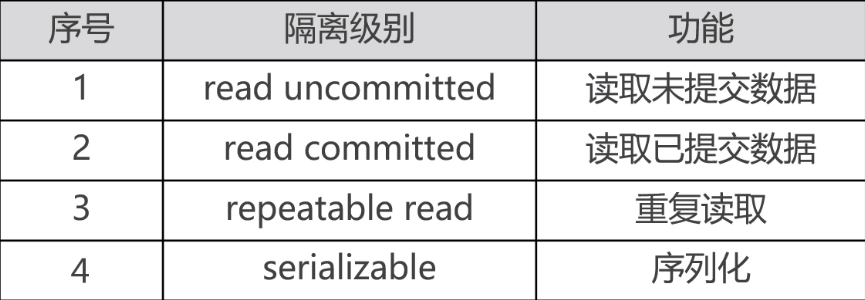 序号 隔离级别 功能
1 read uncommitted 读取未提交数据
2 read committed 读取已提交数据
3 repeatable read 重复读取
4 serializable 序列化